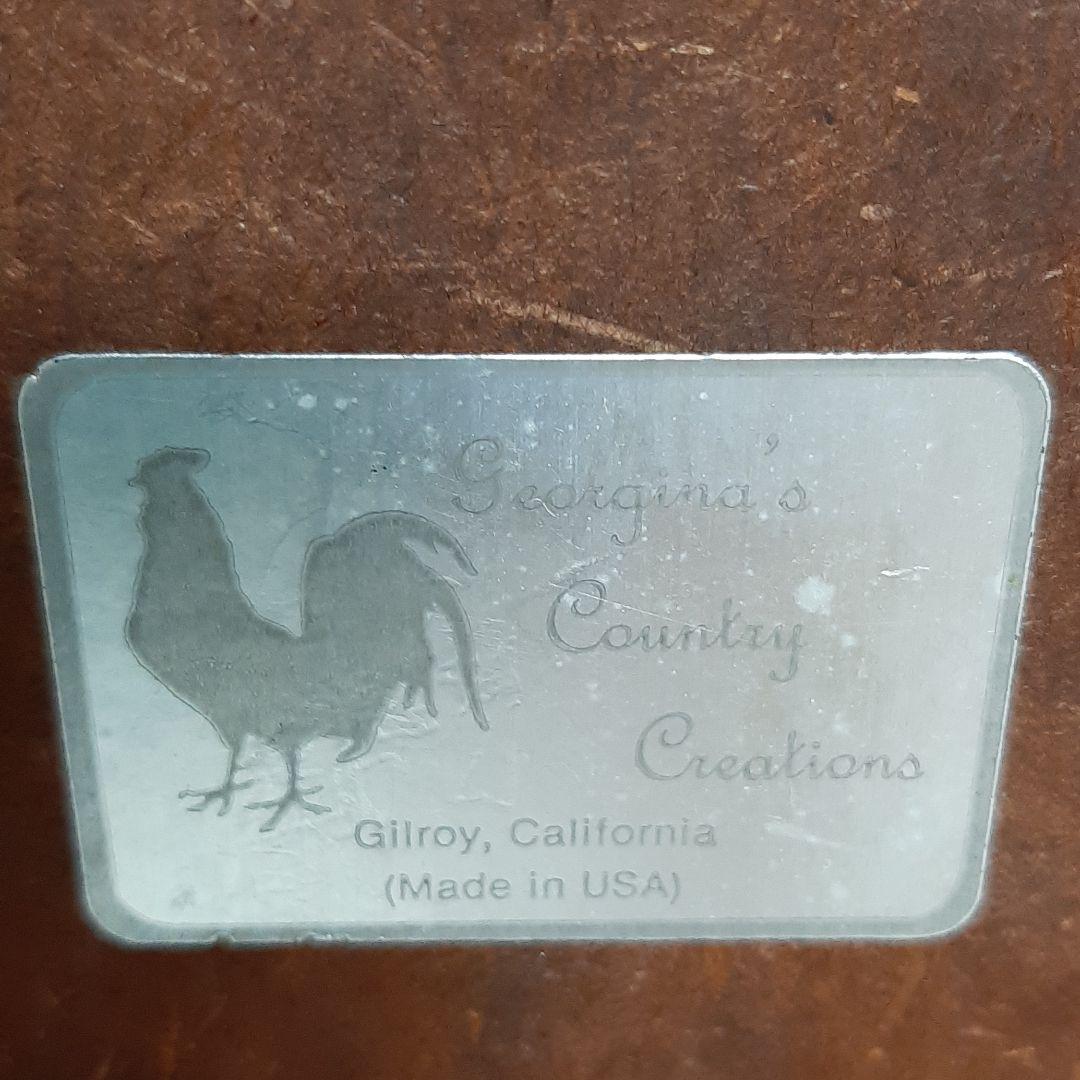 Georgina's
Country
Creations
Gilroy, California
(Made in USA)